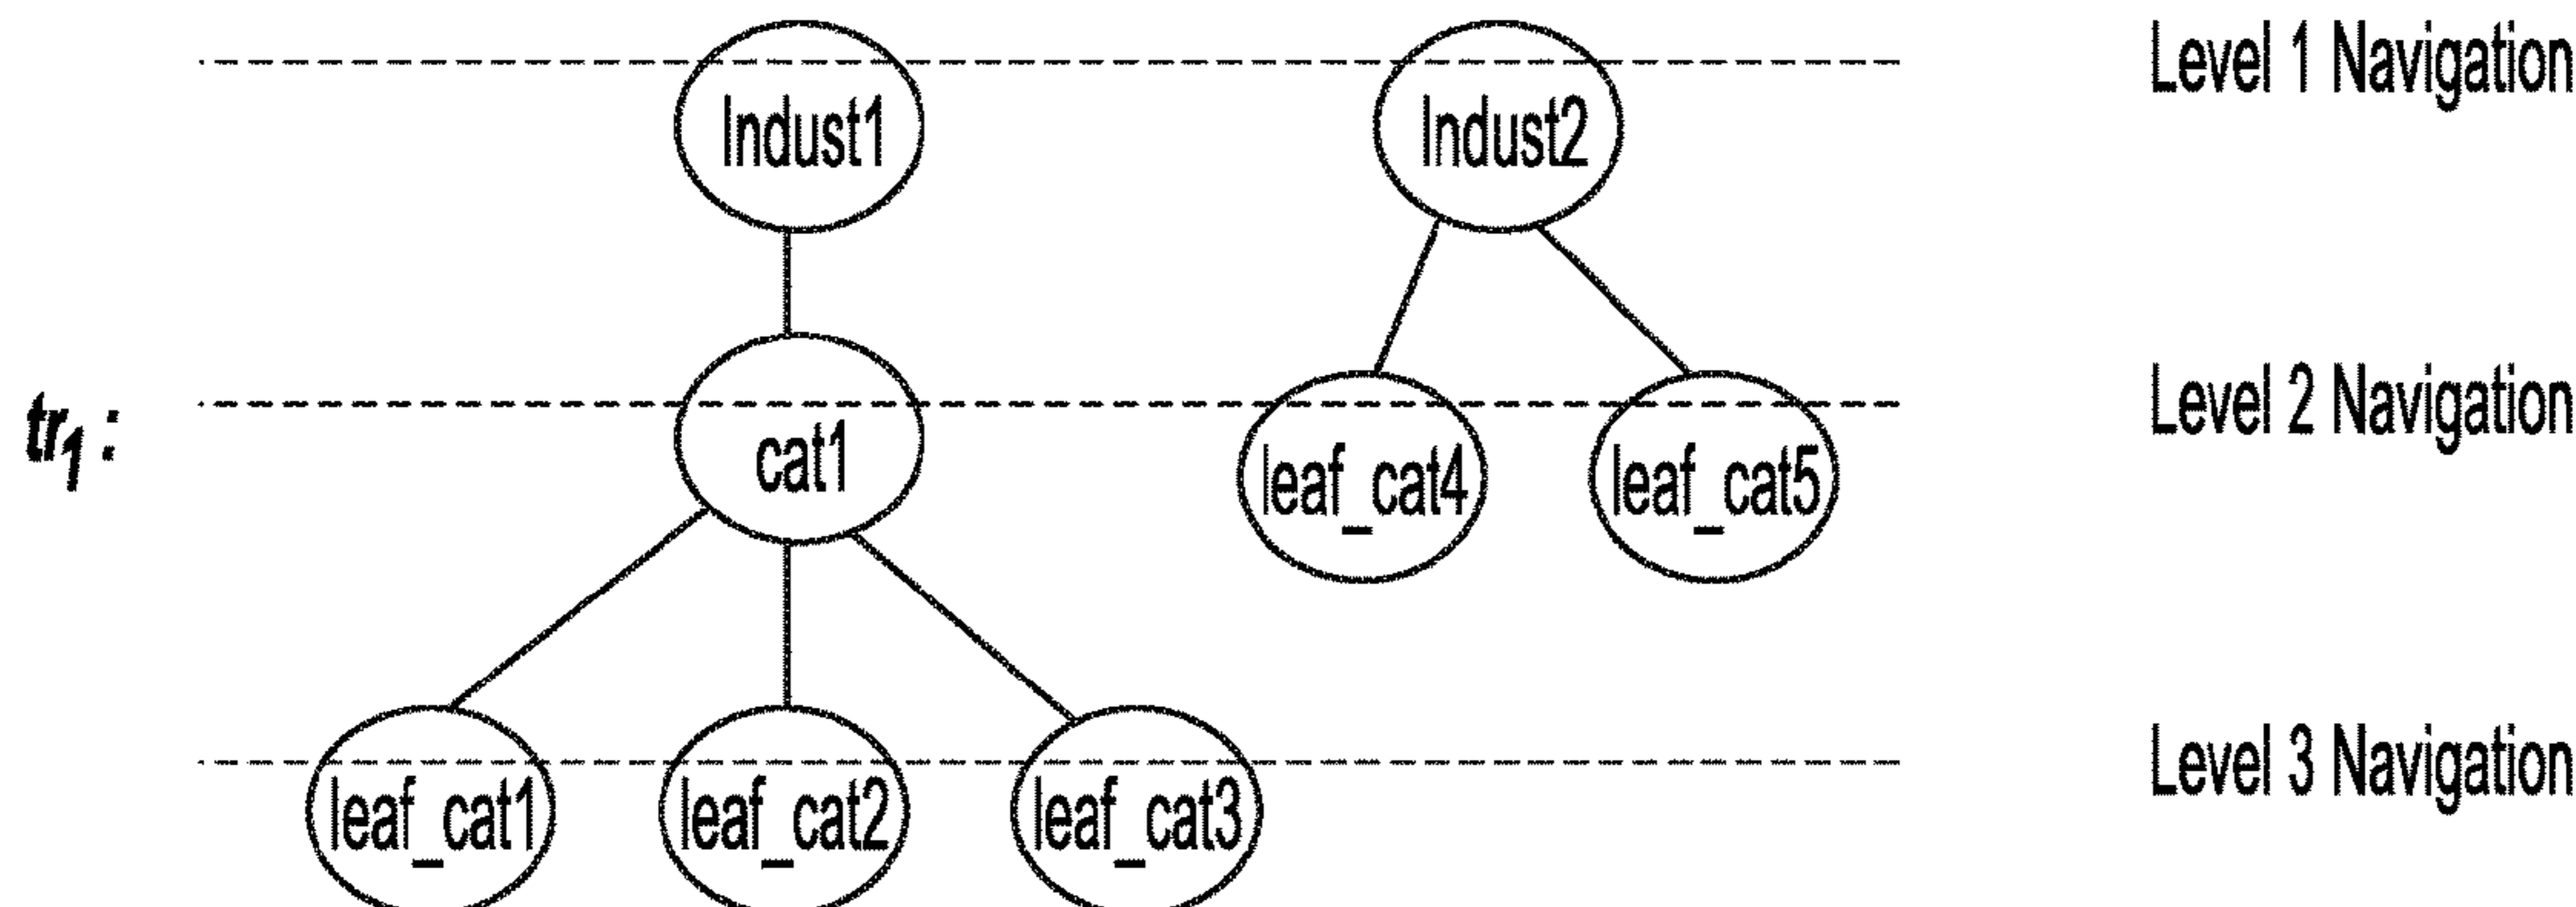 Indust1 Indust2 Level 1 Navigation
tr1 : cat1 leaf_cat4 leaf_cat5 Level 2 Navigation
leaf_cat1 leaf_cat2 leaf_cat3 Level 3 Navigation